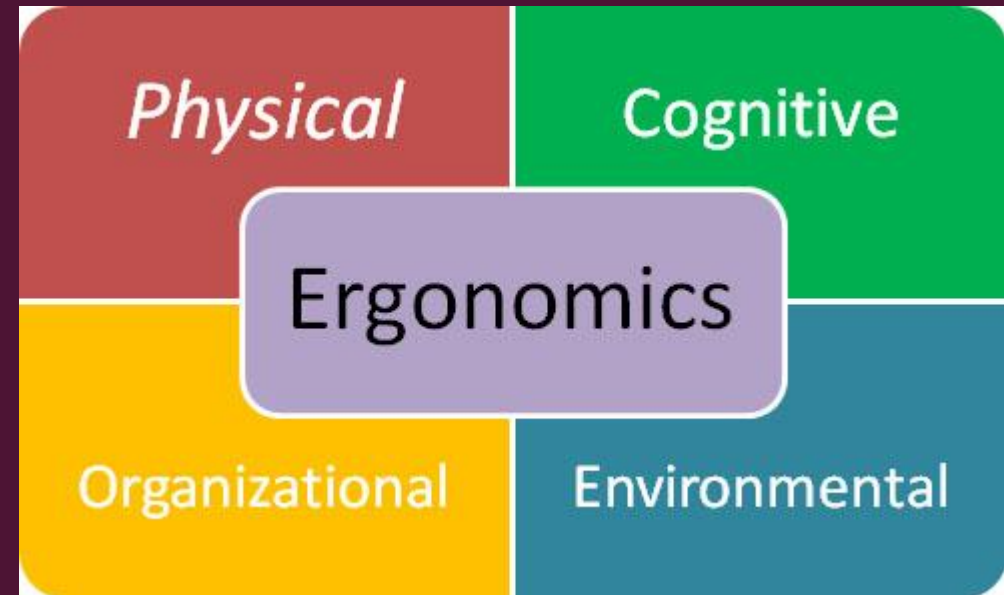 Physical
Cognitive
Ergonomics
Organizational
Environmental